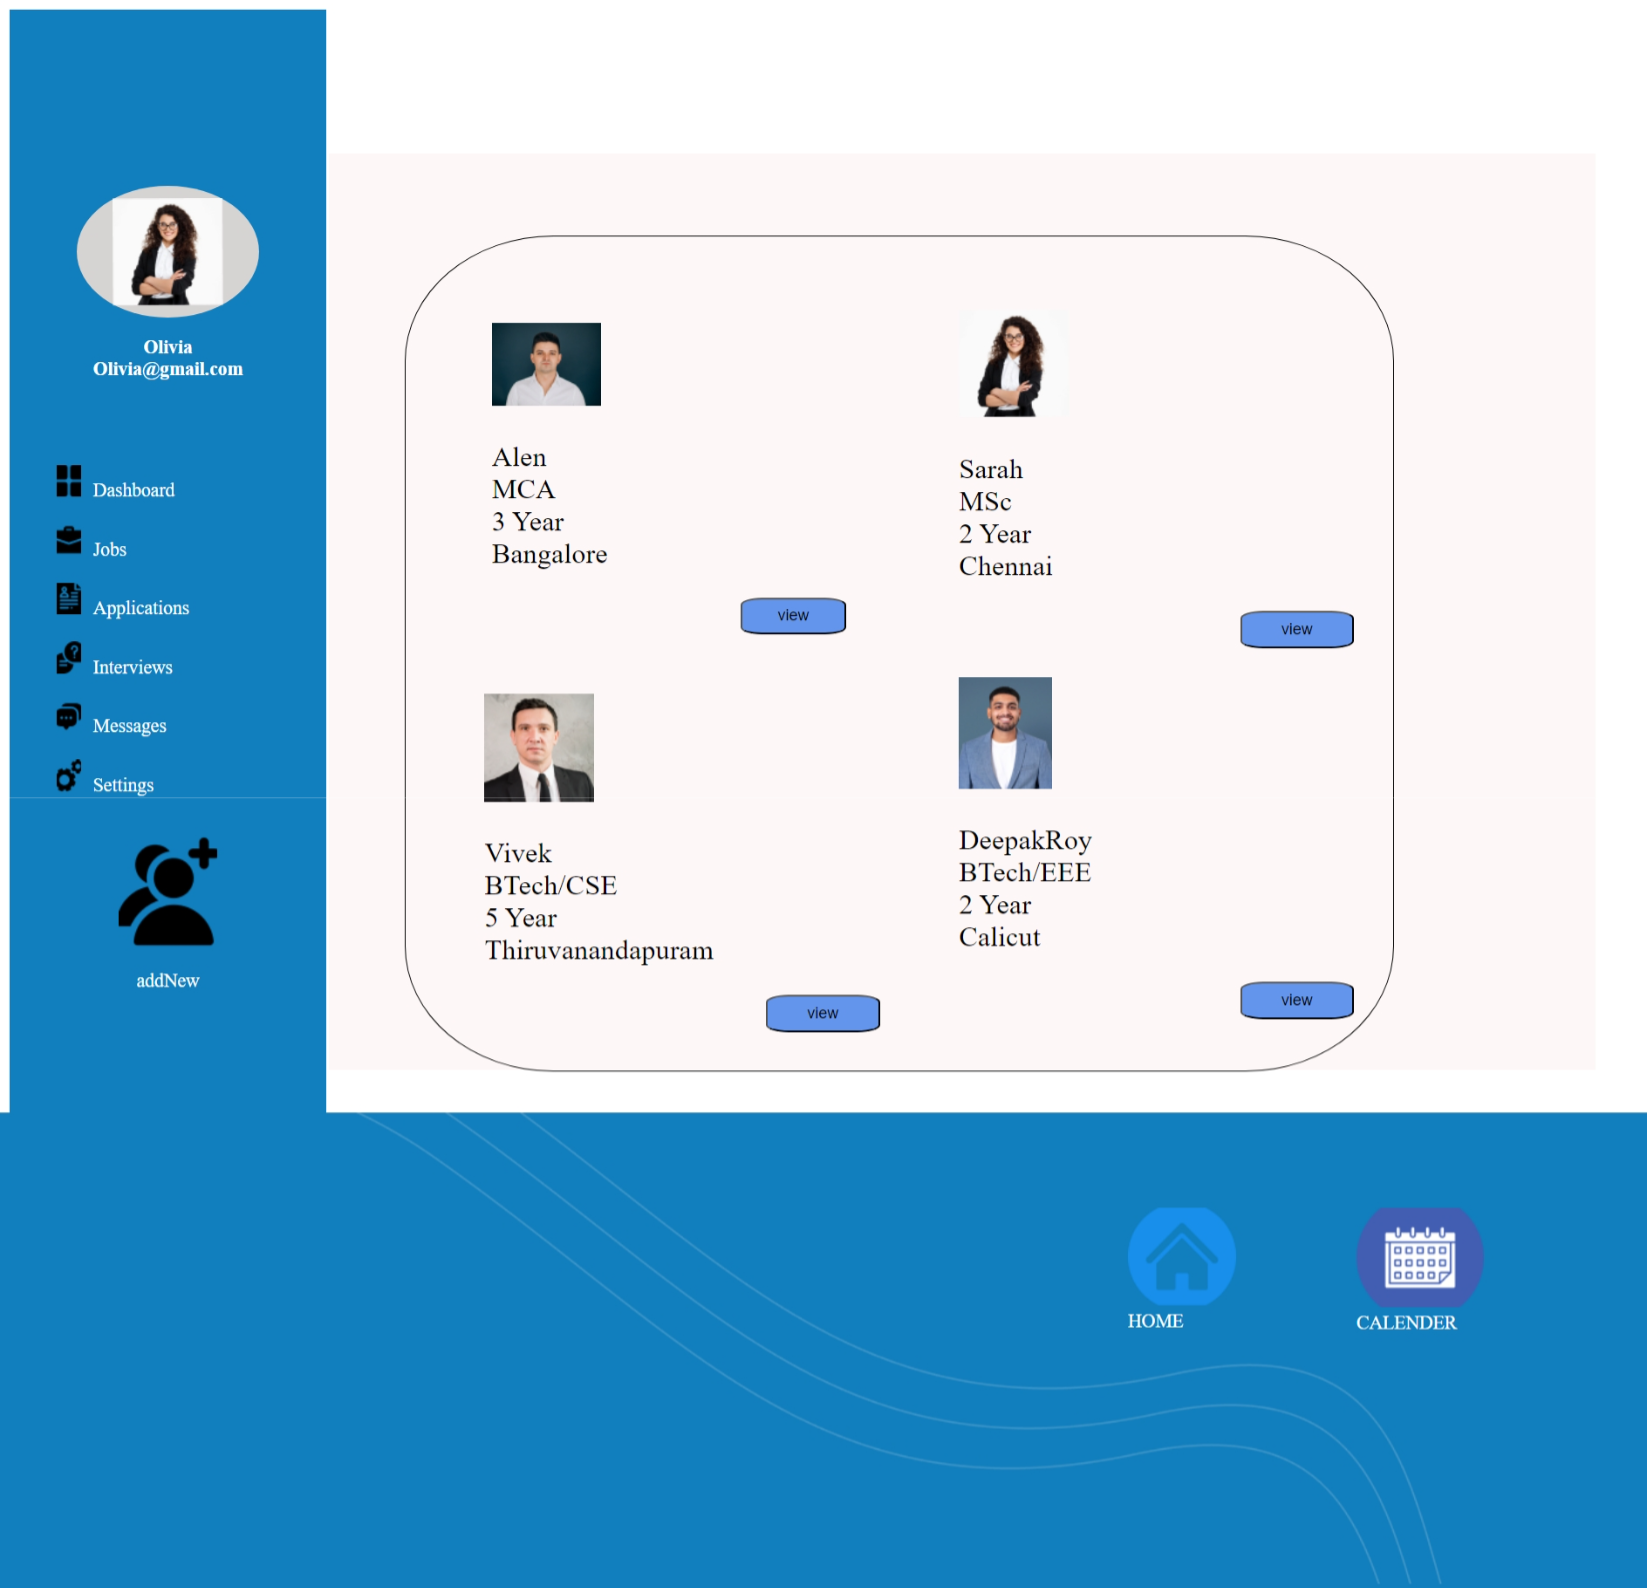 Olivia
Olivia@gmail.com
Dashboard
Jobs
Applications
Interviews
Messages
Settings
addNew
Alen
MCA
3 Year
Bangalore
view
Sarah
MSc
2 Year
Chennai
view
Vivek
BTech/CSE
5 Year
Thiruvanandapuram
view
DeepakRoy
BTech/EEE
2 Year
Calicut
view
HOME
CALENDER